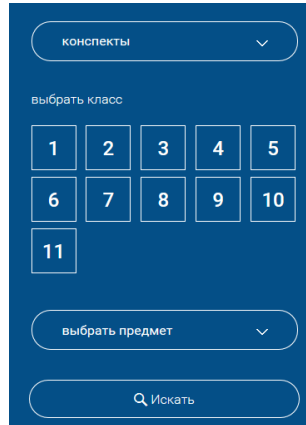 конспекты
выбрать класс
1 2 3 4 5
6 7 8 9 10
11
выбрать предмет
Искать